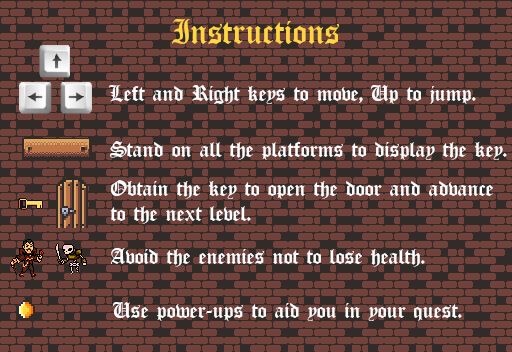 Instructions
Left and Right keys to move, Up to jump.
Stand on all the platforms to display the key.
Obtain the key to open the door and advance
to the next level.
Avoid the enemies not to lose health.
Use power-ups to aid you in your quest.